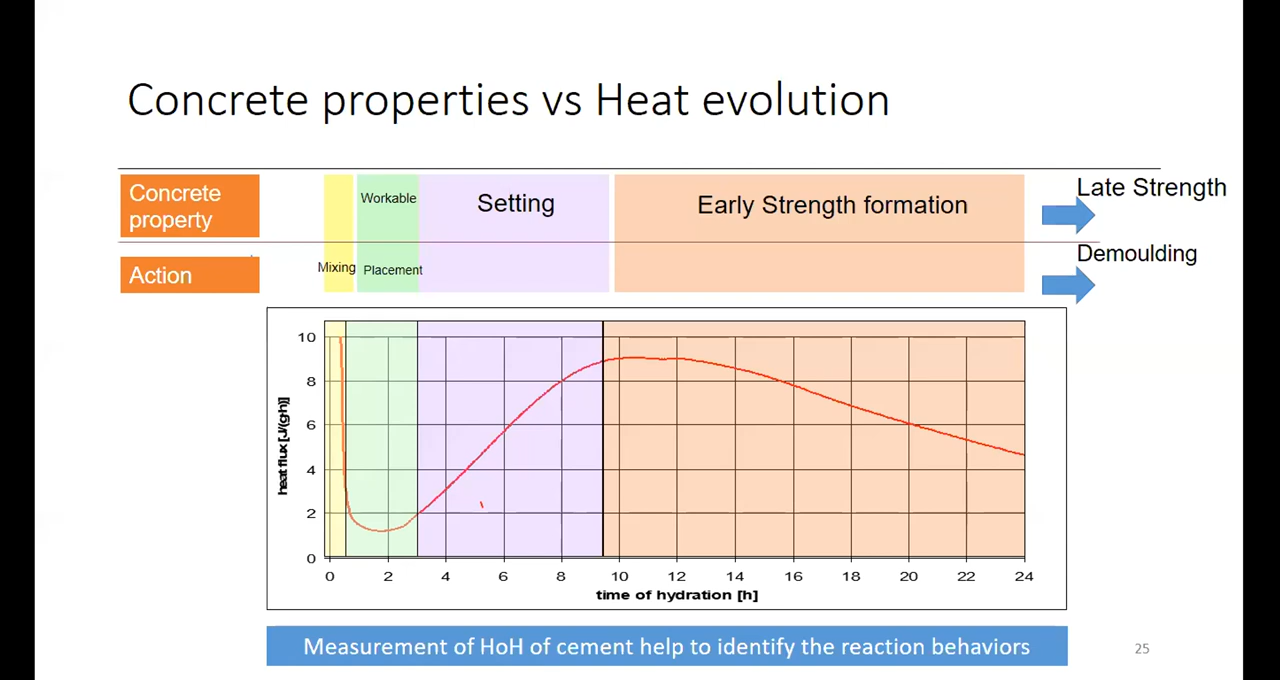 Concrete properties vs Heat evolution
Concrete
property
Workable
Setting
Early Strength formation
Late Strength
Action
Mixing
Placement
Demoulding
10
8
6
4
2
0
heat flux [J/(g·h)]
0 2 4 6 8 10 12 14 16 18 20 22 24
time of hydration [h]
Measurement of HoH of cement help to identify the reaction behaviors
25